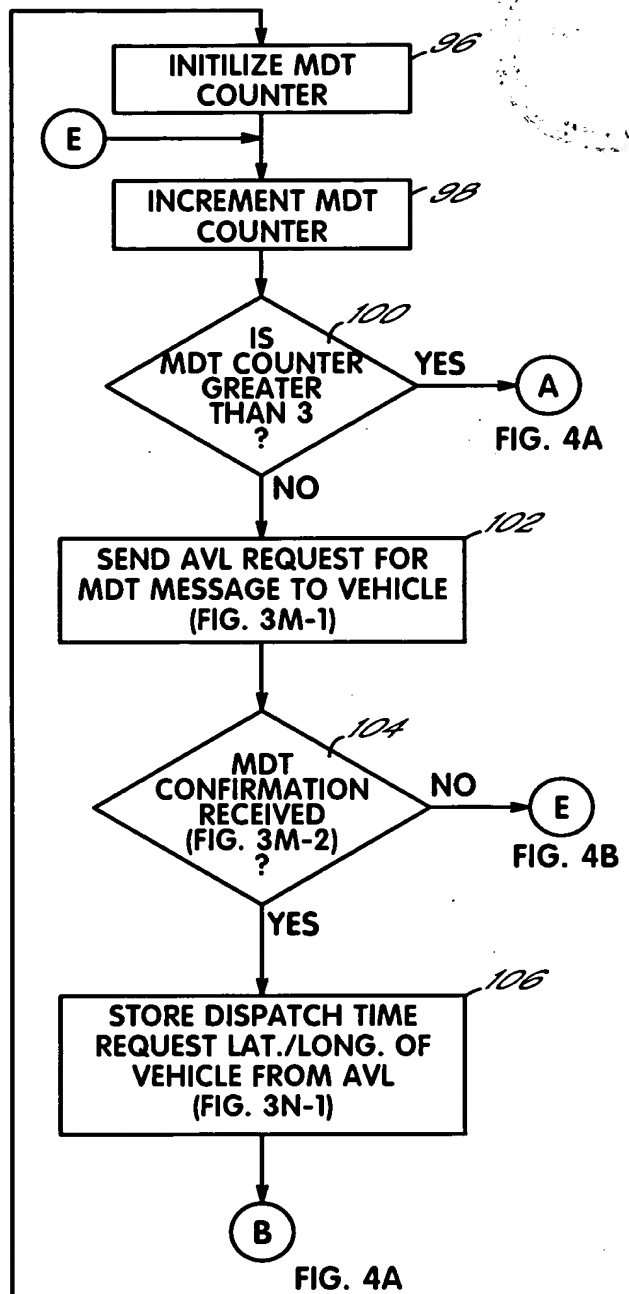 96
INITILIZE MDT
COUNTER
E
98
INCREMENT MDT
COUNTER
100
IS
MDT COUNTER
GREATER
THAN 3
?
YES
A
FIG. 4A
NO
102
SEND AVL REQUEST FOR
MDT MESSAGE TO VEHICLE
(FIG. 3M-1)
104
MDT
CONFIRMATION
RECEIVED
(FIG. 3M-2)
?
NO
E
FIG. 4B
YES
106
STORE DISPATCH TIME
REQUEST LAT./LONG. OF
VEHICLE FROM AVL
(FIG. 3N-1)
B
FIG. 4A